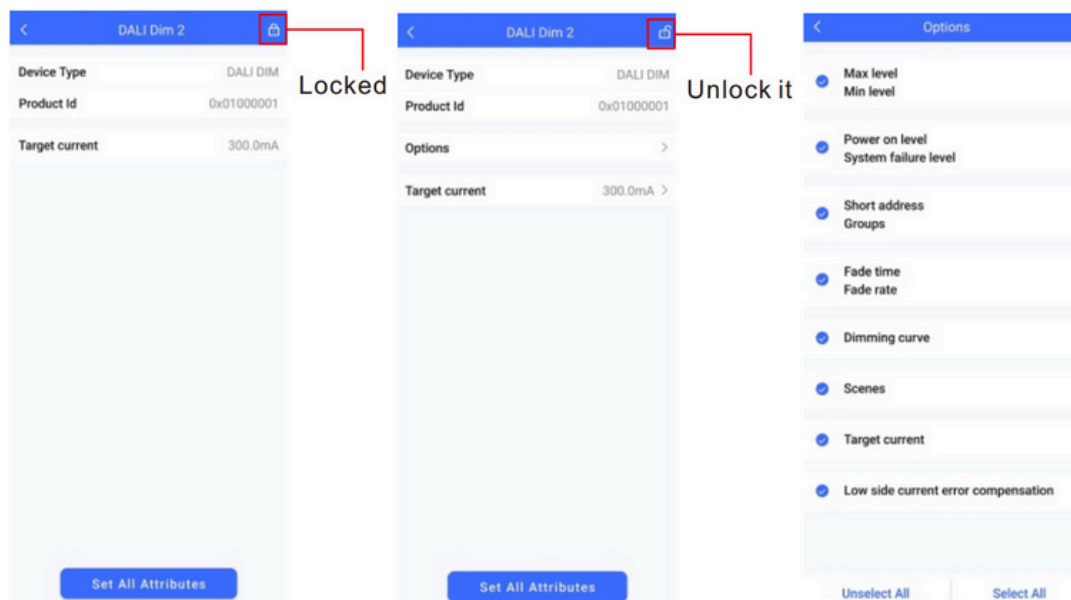 DALI Dim 2
Device Type DALI DIM
Product Id 0x01000001
Target current 300.0mA
Set All Attributes
Locked
DALI Dim 2
Device Type DALI DIM
Product Id 0x01000001
Options
Target current 300.0mA
Set All Attributes
Unlock it
Options
Max level
Min level
Power on level
System failure level
Short address
Groups
Fade time
Fade rate
Dimming curve
Scenes
Target current
Low side current error compensation
Unselect All Select All